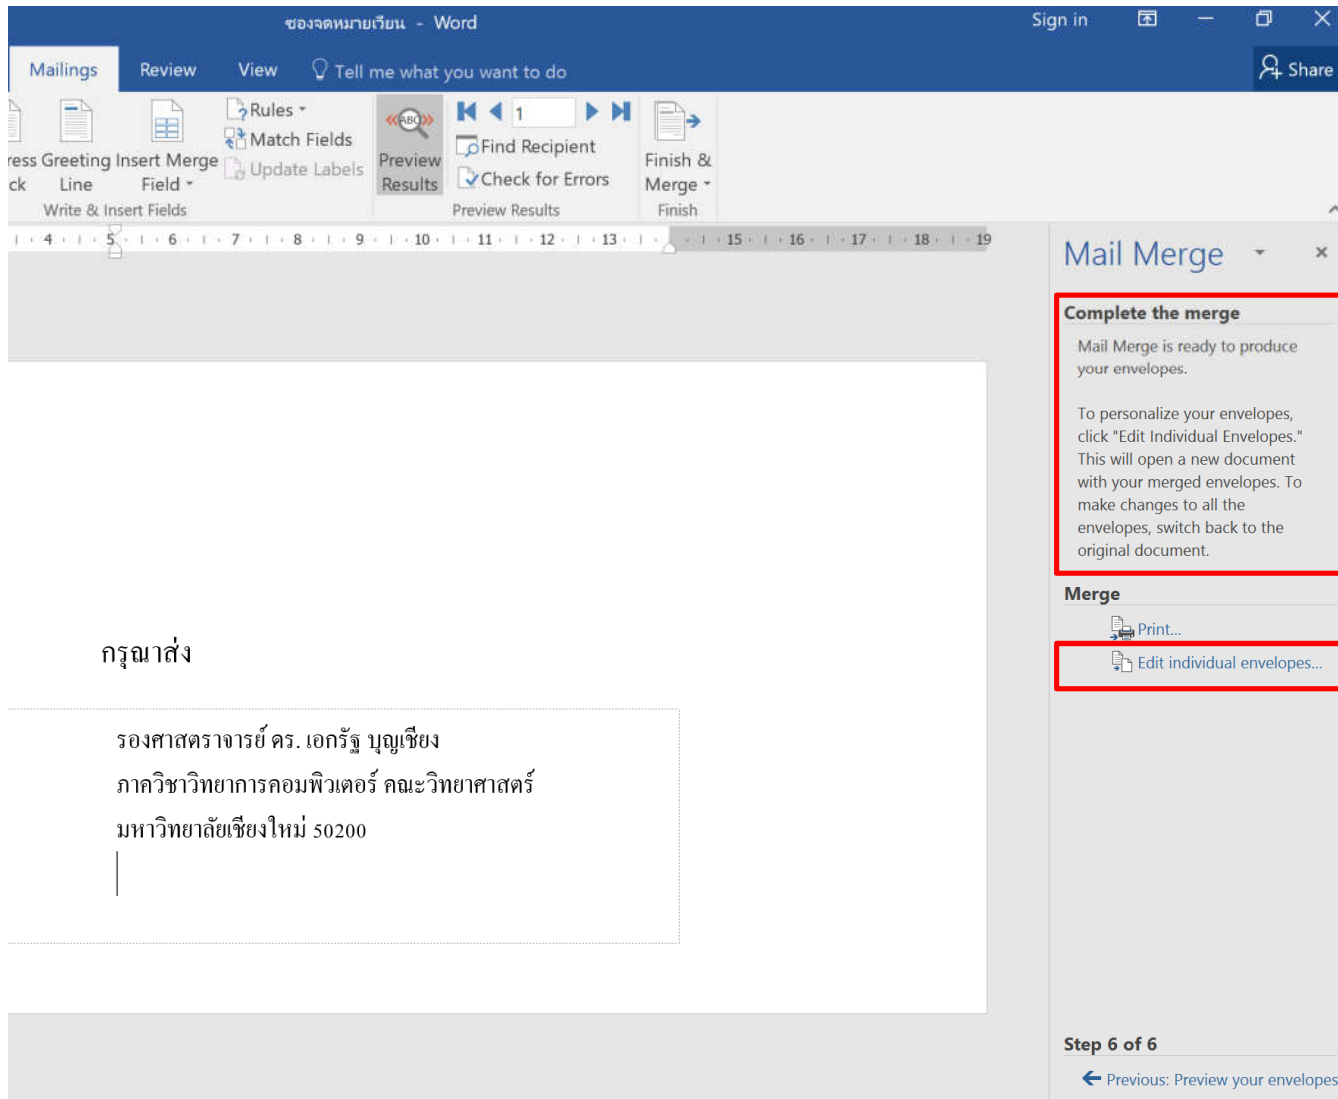 ซองจดหมายเวียน - Word
Sign in
Mailings Review View Tell me what you want to do
Share
Rules
Match Fields
Update Labels
ress Greeting Insert Merge
ck Line Field
Write & Insert Fields
«ABC»
Preview
Results
1
Find Recipient
Check for Errors
Preview Results
Finish &
Merge
Finish
4 5 6 7 8 9 10 11 12 13 15 16 17 18 19
กรุณาส่ง
รองศาสตราจารย์ ดร. เอกรัฐ บุญเชียง
ภาควิชาวิทยาการคอมพิวเตอร์ คณะวิทยาศาสตร์
มหาวิทยาลัยเชียงใหม่ 50200
Mail Merge
Complete the merge
Mail Merge is ready to produce
your envelopes.
To personalize your envelopes,
click "Edit Individual Envelopes."
This will open a new document
with your merged envelopes. To
make changes to all the
envelopes, switch back to the
original document.
Merge
Print...
Edit individual envelopes...
Step 6 of 6
Previous: Preview your envelopes